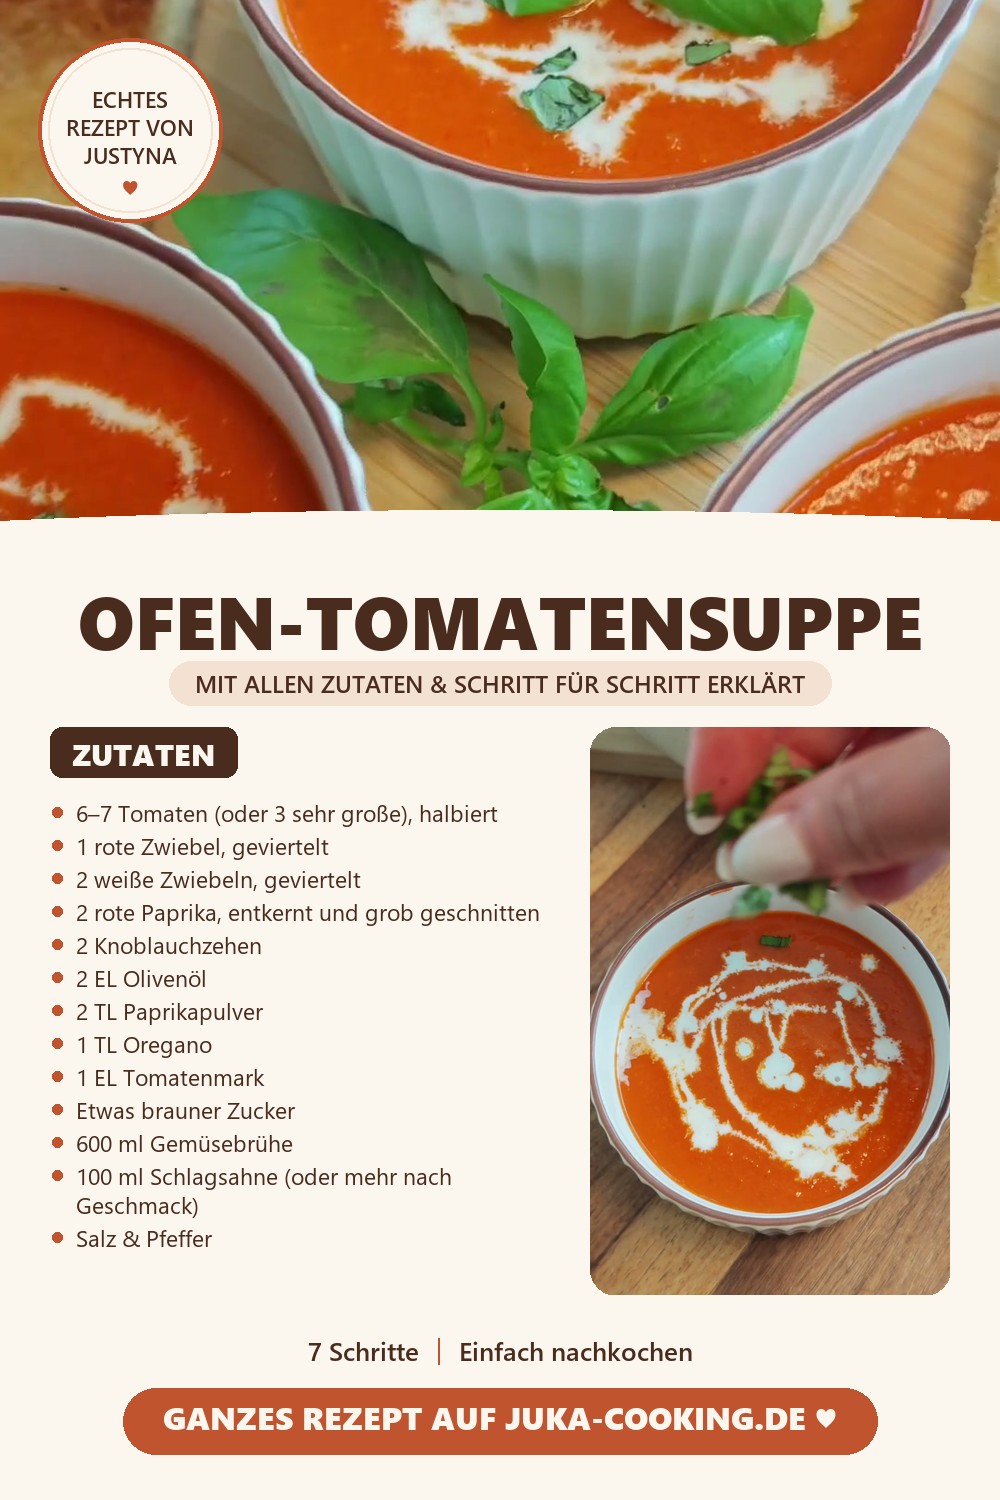 ECHTES
REZEPT VON
JUSTYNA
OFEN-TOMATENSUPPE
MIT ALLEN ZUTATEN & SCHRITT FÜR SCHRITT ERKLÄRT
ZUTATEN
6–7 Tomaten (oder 3 sehr große), halbiert
1 rote Zwiebel, geviertelt
2 weiße Zwiebeln, geviertelt
2 rote Paprika, entkernt und grob geschnitten
2 Knoblauchzehen
2 EL Olivenöl
2 TL Paprikapulver
1 TL Oregano
1 EL Tomatenmark
Etwas brauner Zucker
600 ml Gemüsebrühe
100 ml Schlagsahne (oder mehr nach
Geschmack)
Salz & Pfeffer
7 Schritte | Einfach nachkochen
GANZES REZEPT AUF JUKA-COOKING.DE ♥